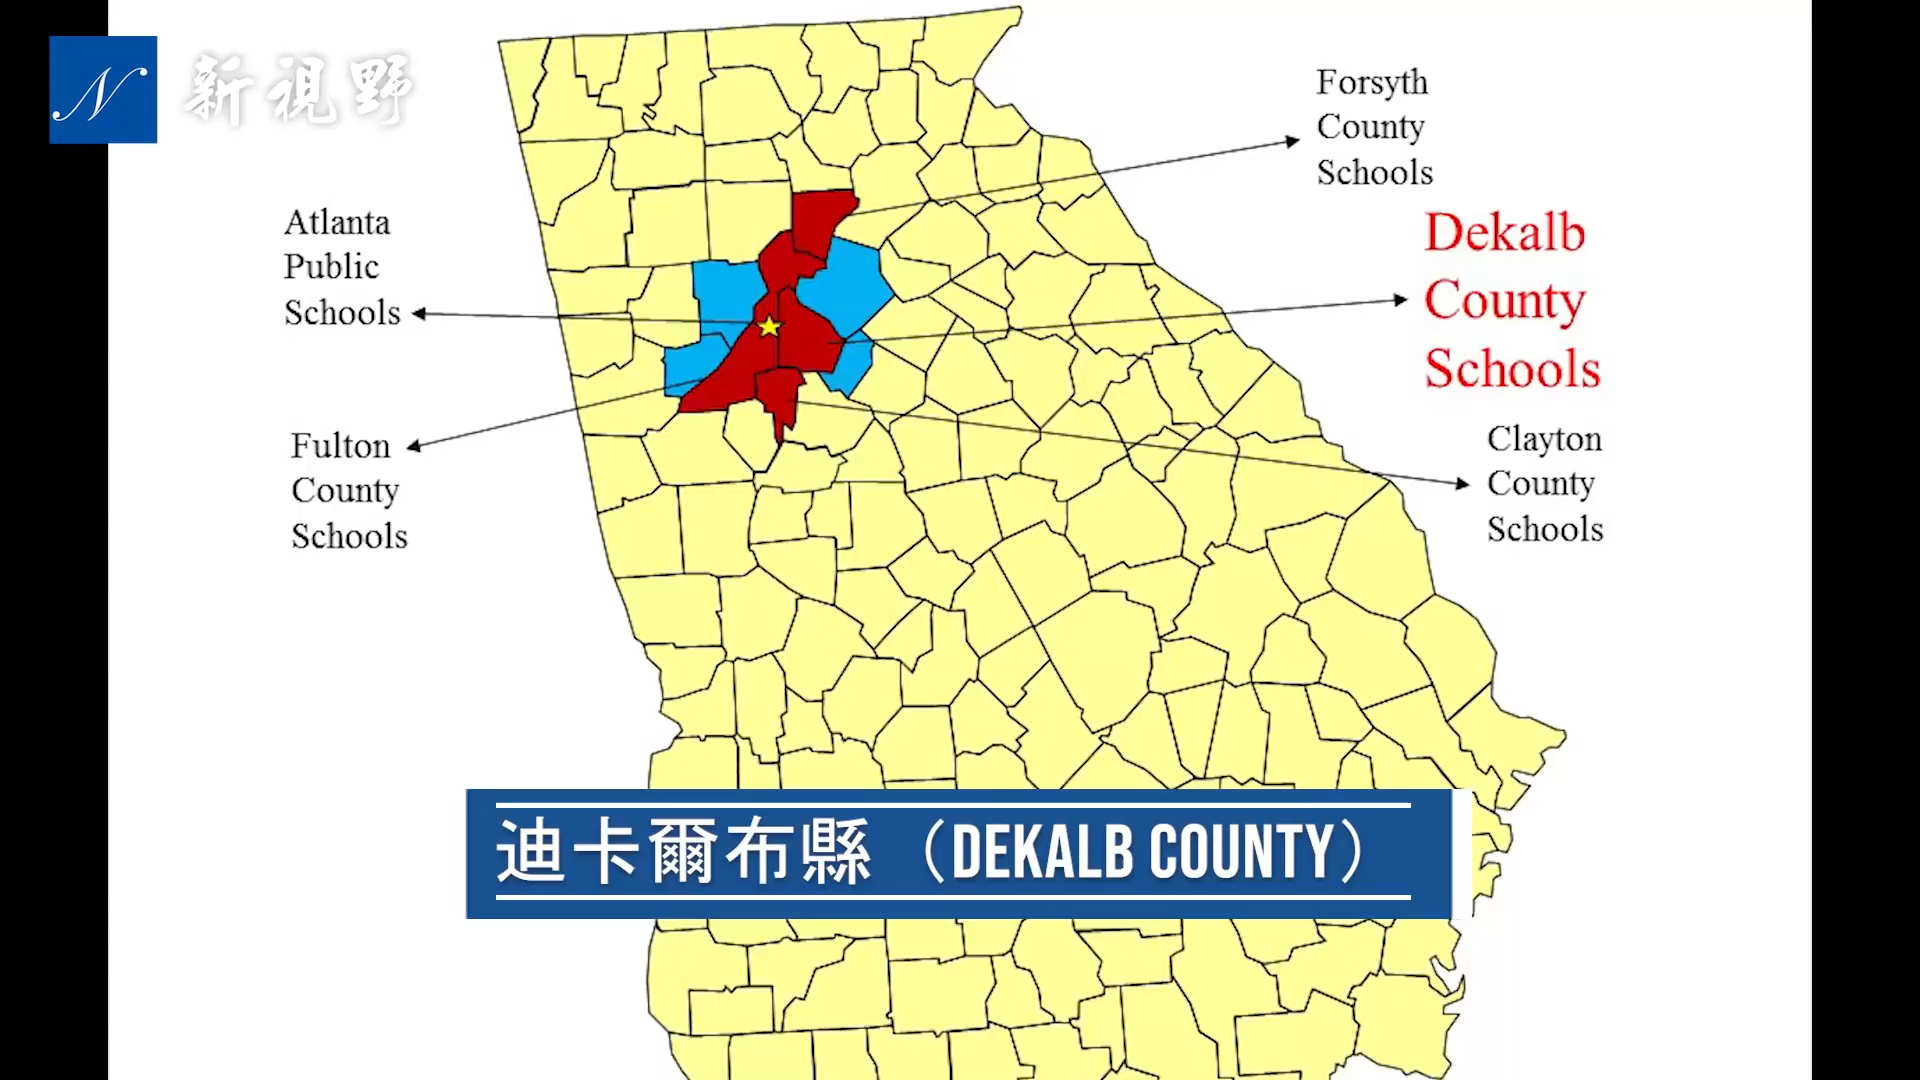 N 新視野
Forsyth
County
Schools
Atlanta
Public
Schools
Dekalb
County
Schools
Fulton
County
Schools
Clayton
County
Schools
迪卡爾布縣（DEKALB COUNTY）